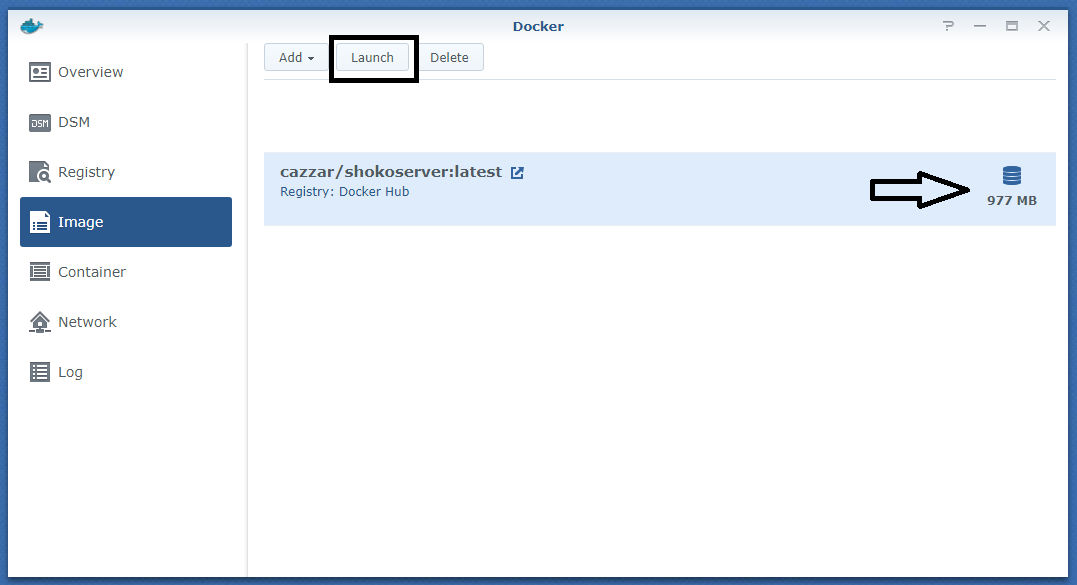 Docker
Add Launch Delete
Overview
DSM
DSM
Registry
Image
Container
Network
Log
cazzar/shokoserver:latest
Registry: Docker Hub
977 MB